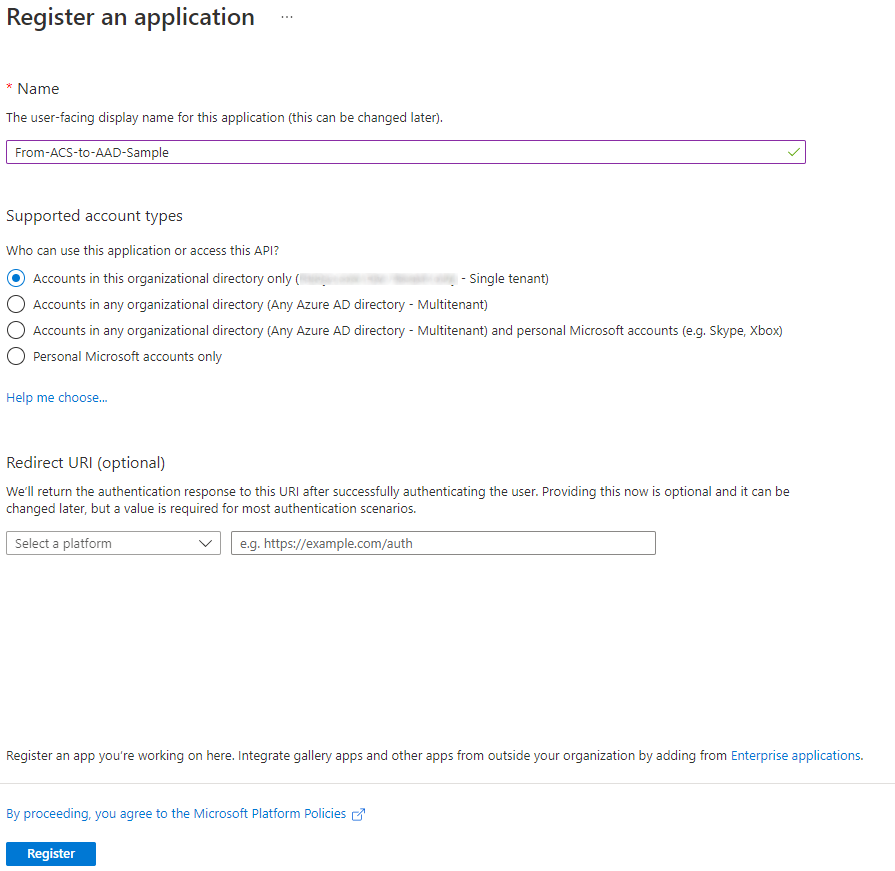 Register an application ...
* Name
The user-facing display name for this application (this can be changed later).
From-ACS-to-AAD-Sample
Supported account types
Who can use this application or access this API?
Accounts in this organizational directory only ( - Single tenant)
Accounts in any organizational directory (Any Azure AD directory - Multitenant)
Accounts in any organizational directory (Any Azure AD directory - Multitenant) and personal Microsoft accounts (e.g. Skype, Xbox)
Personal Microsoft accounts only
Help me choose...
Redirect URI (optional)
We'll return the authentication response to this URI after successfully authenticating the user. Providing this now is optional and it can be
changed later, but a value is required for most authentication scenarios.
Select a platform e.g. https://example.com/auth
Register an app you're working on here. Integrate gallery apps and other apps from outside your organization by adding from Enterprise applications.
By proceeding, you agree to the Microsoft Platform Policies
Register